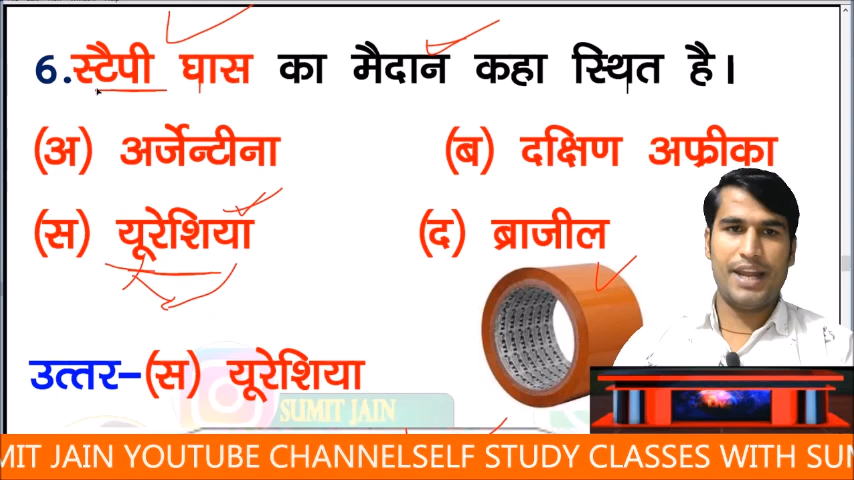 6.स्टैपी घास का मैदान कहा स्थित है।
(अ) अर्जेन्टीना
(ब) दक्षिण अफ्रीका
(स) यूरेशिया
(द) ब्राजील
उत्तर-(स) यूरेशिया
SUMIT JAIN
MIT JAIN YOUTUBE CHANNELSELF STUDY CLASSES WITH SUM